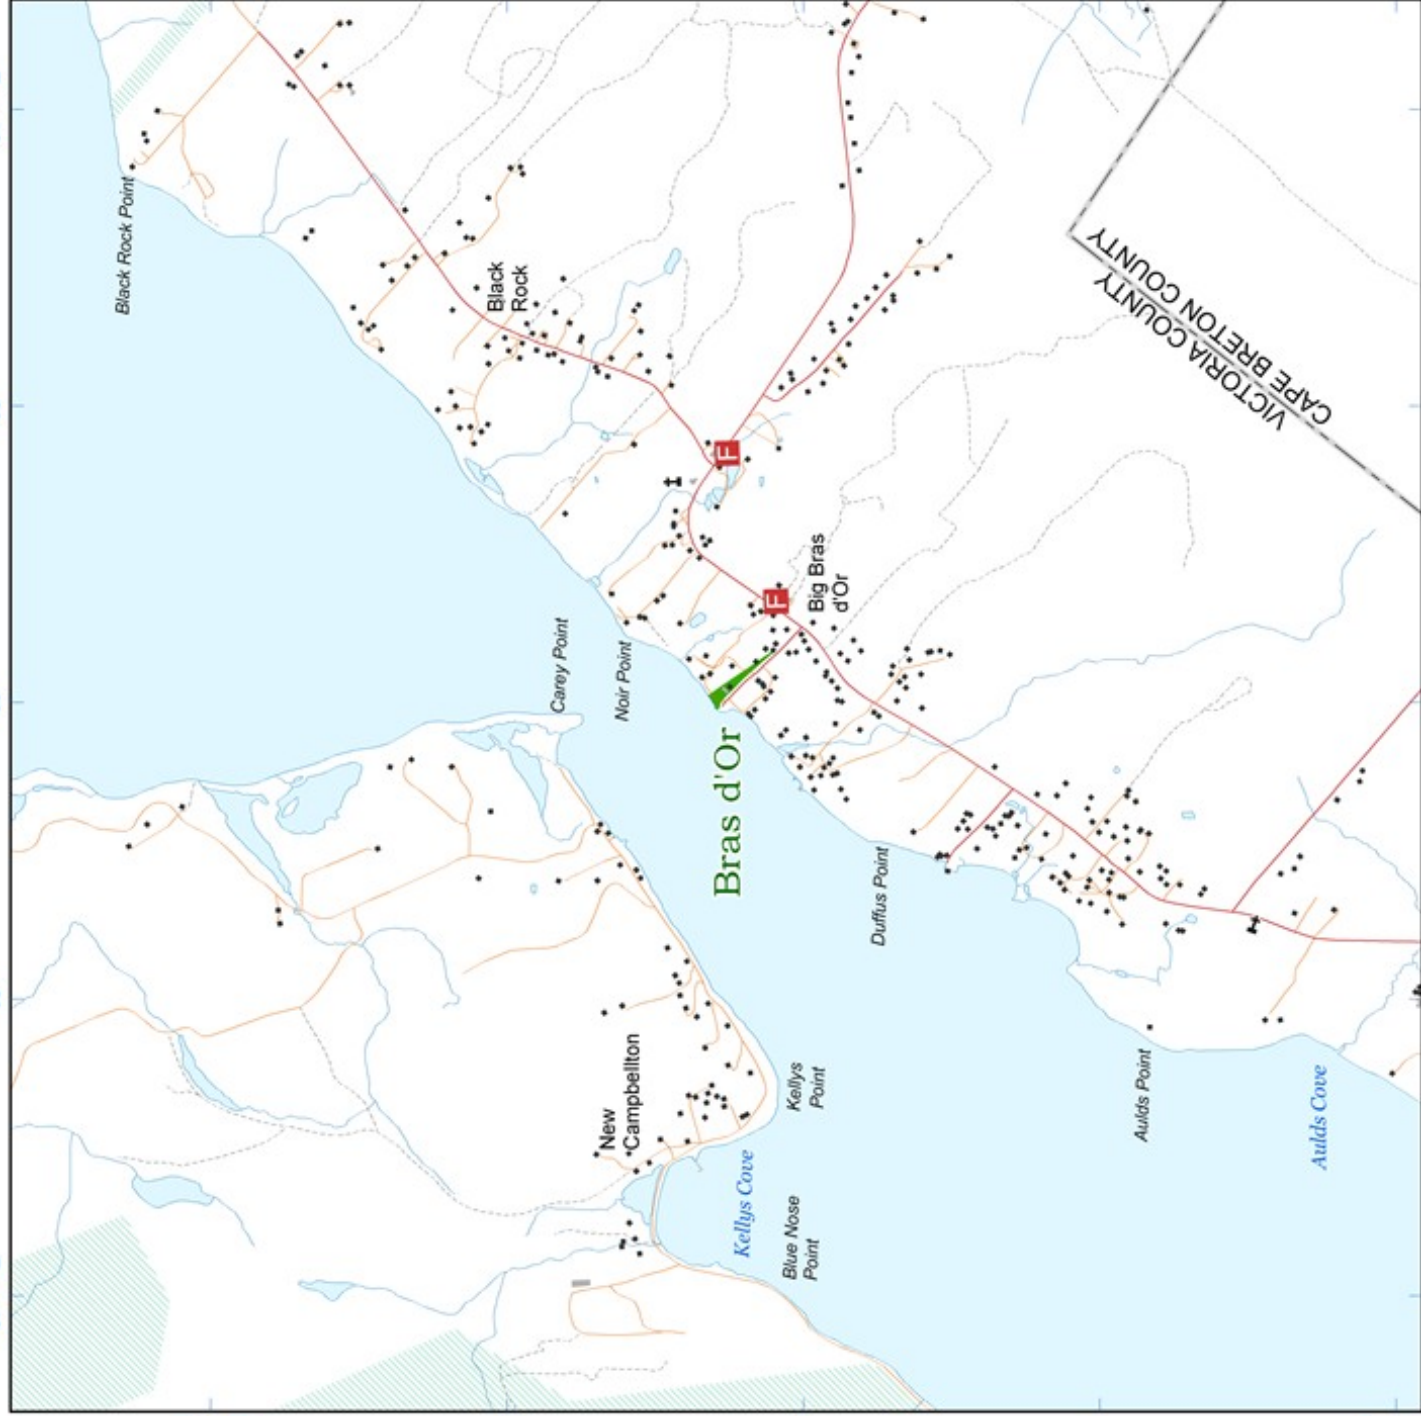 Black Rock Point
Black
Rock
Carey Point
Noir Point
Big Bras
d'Or
VICTORIA COUNTY
CAPE BRETON COUNTY
Bras d'Or
Duffus Point
New
Campbellton
Kellys
Point
Kellys Cove
Blue Nose
Point
Aulds Point
Aulds Cove
F
F